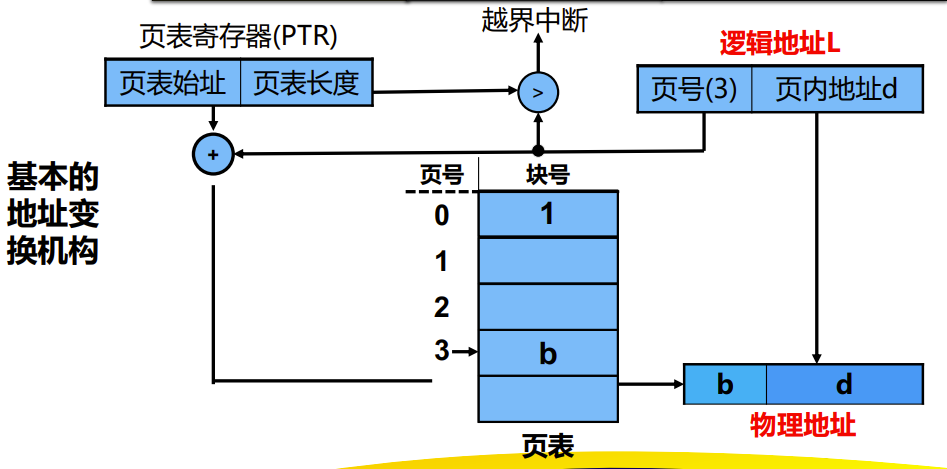 越界中断
页表寄存器(PTR)
逻辑地址L
页表始址 页表长度
>
页号(3) 页内地址d
+
基本的
地址变
换机构
页号 块号
0 1
1
2
3 b
b d
物理地址
页表